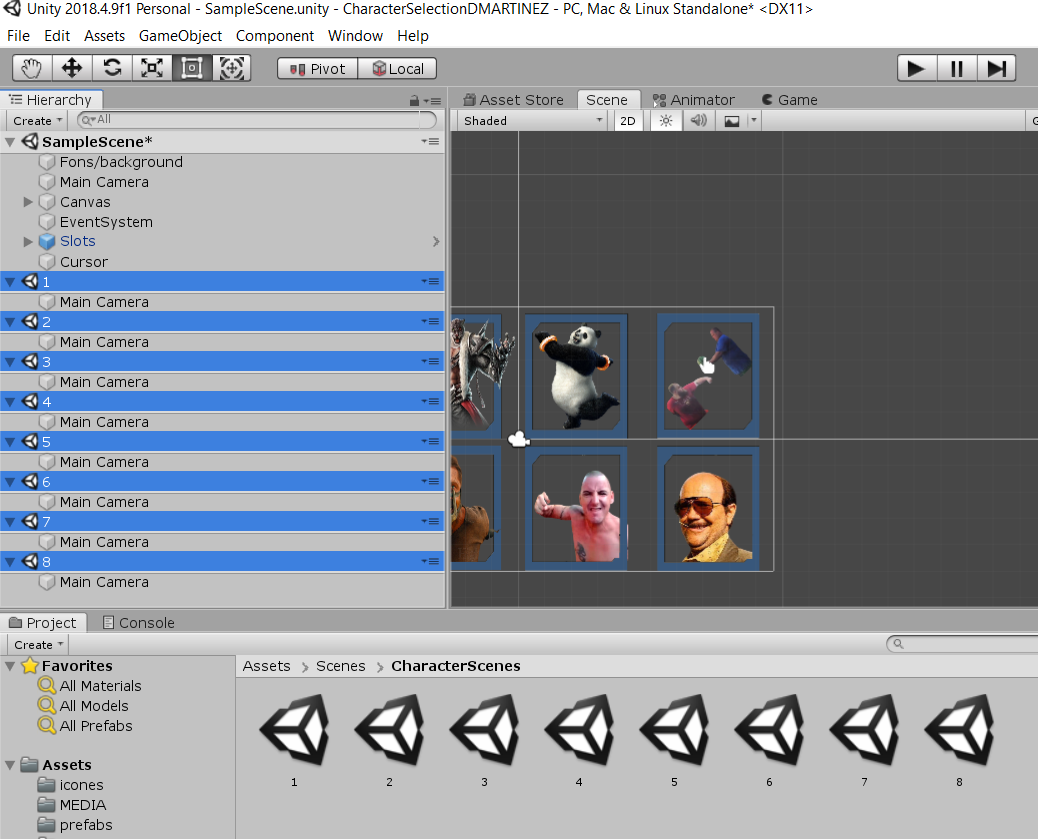 Unity 2018.4.9f1 Personal - SampleScene.unity - CharacterSelectionDMARTINEZ - PC, Mac & Linux Standalone* <DX11>
File Edit Assets GameObject Component Window Help
Pivot Local
Hierarchy
Create All
SampleScene*
Fons/background
Main Camera
Canvas
EventSystem
Slots
Cursor
1
Main Camera
2
Main Camera
3
Main Camera
4
Main Camera
5
Main Camera
6
Main Camera
7
Main Camera
8
Main Camera
Asset Store Scene Animator Game
Shaded 2D G
Project Console
Create
Favorites
All Materials
All Models
All Prefabs
Assets
icones
MEDIA
prefabs
Assets > Scenes > CharacterScenes
1 2 3 4 5 6 7 8